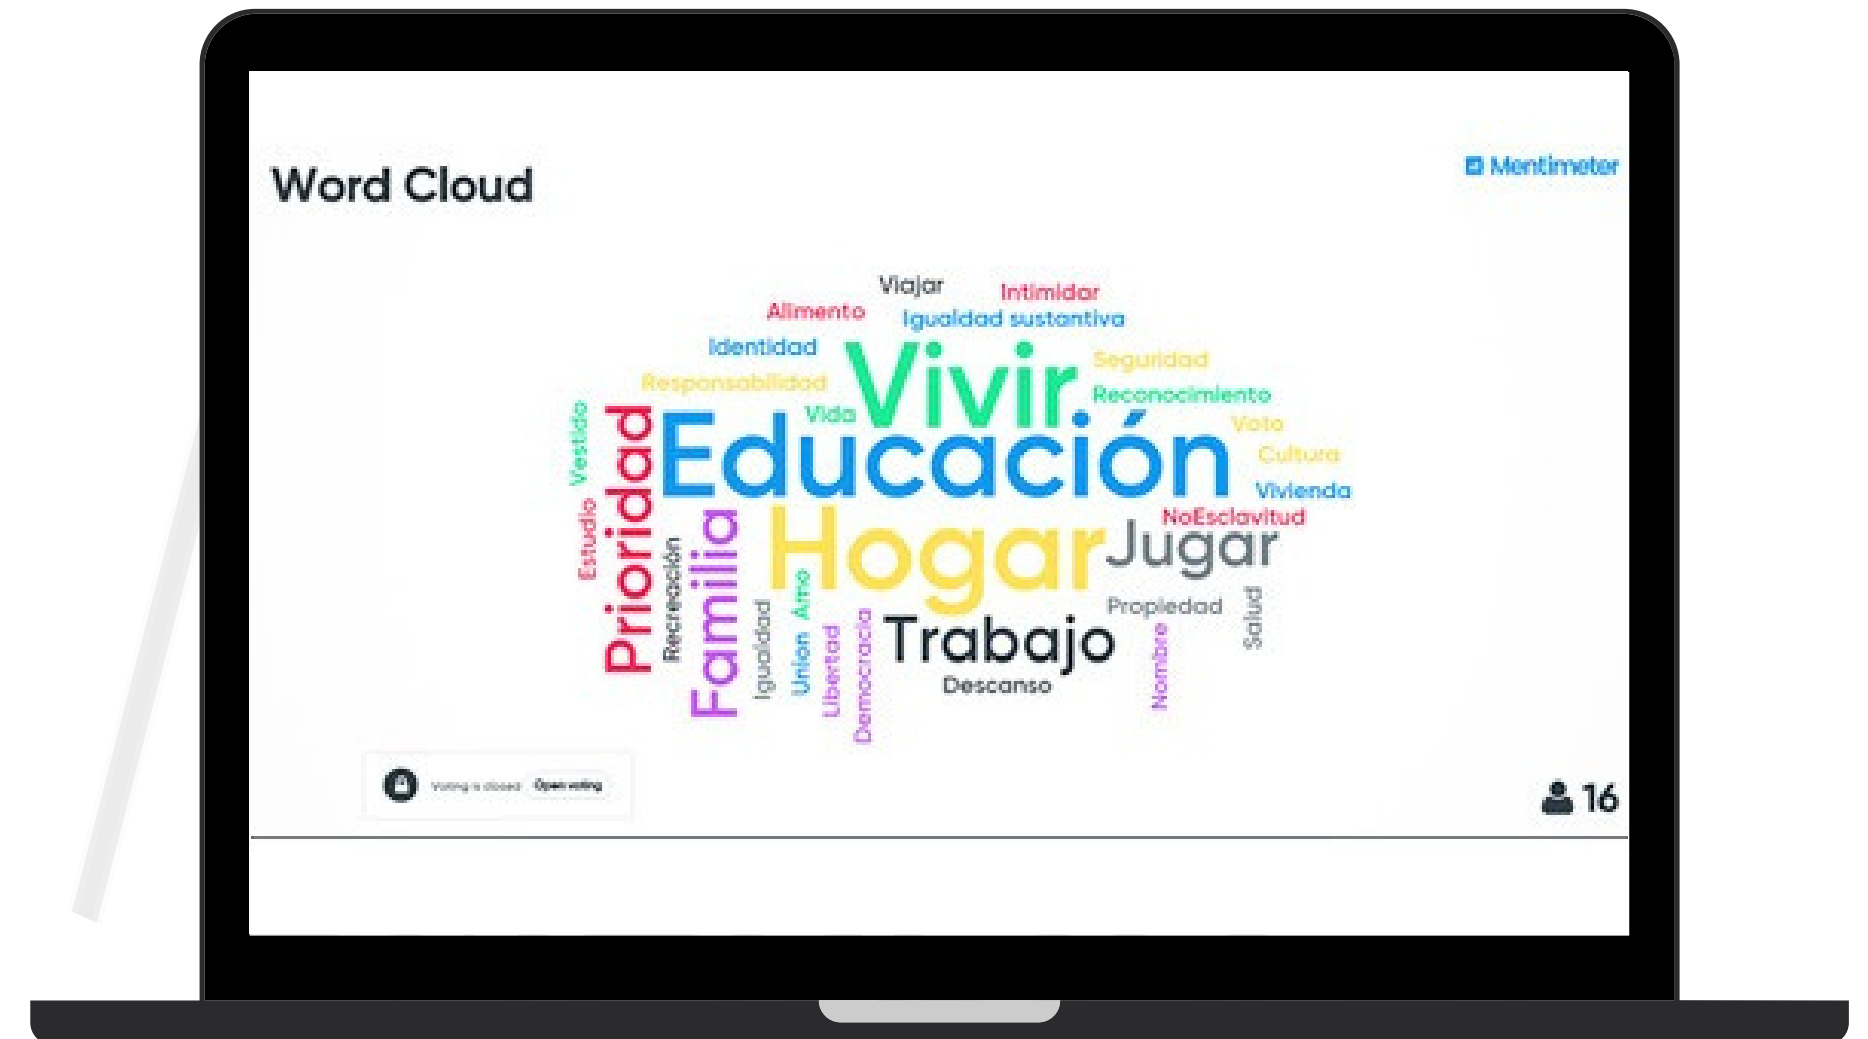 Word Cloud
Mentimeter
Viajar
Intimidar
Alimento
Igualdad sustantiva
Identidad
Vivir
Seguridad
Responsabilidad
Reconocimiento
Vida
Vestido
Prioridad
Educación
Voto
Cultura
Vivienda
Estudio
Recreación
Familia
Hogar
NoEsclavitud
Jugar
Igualdad
Amo
Unión
Libertad
Democracia
Trabajo
Propiedad
Salud
Nombre
Descanso
Voting is closed
Open voting
16